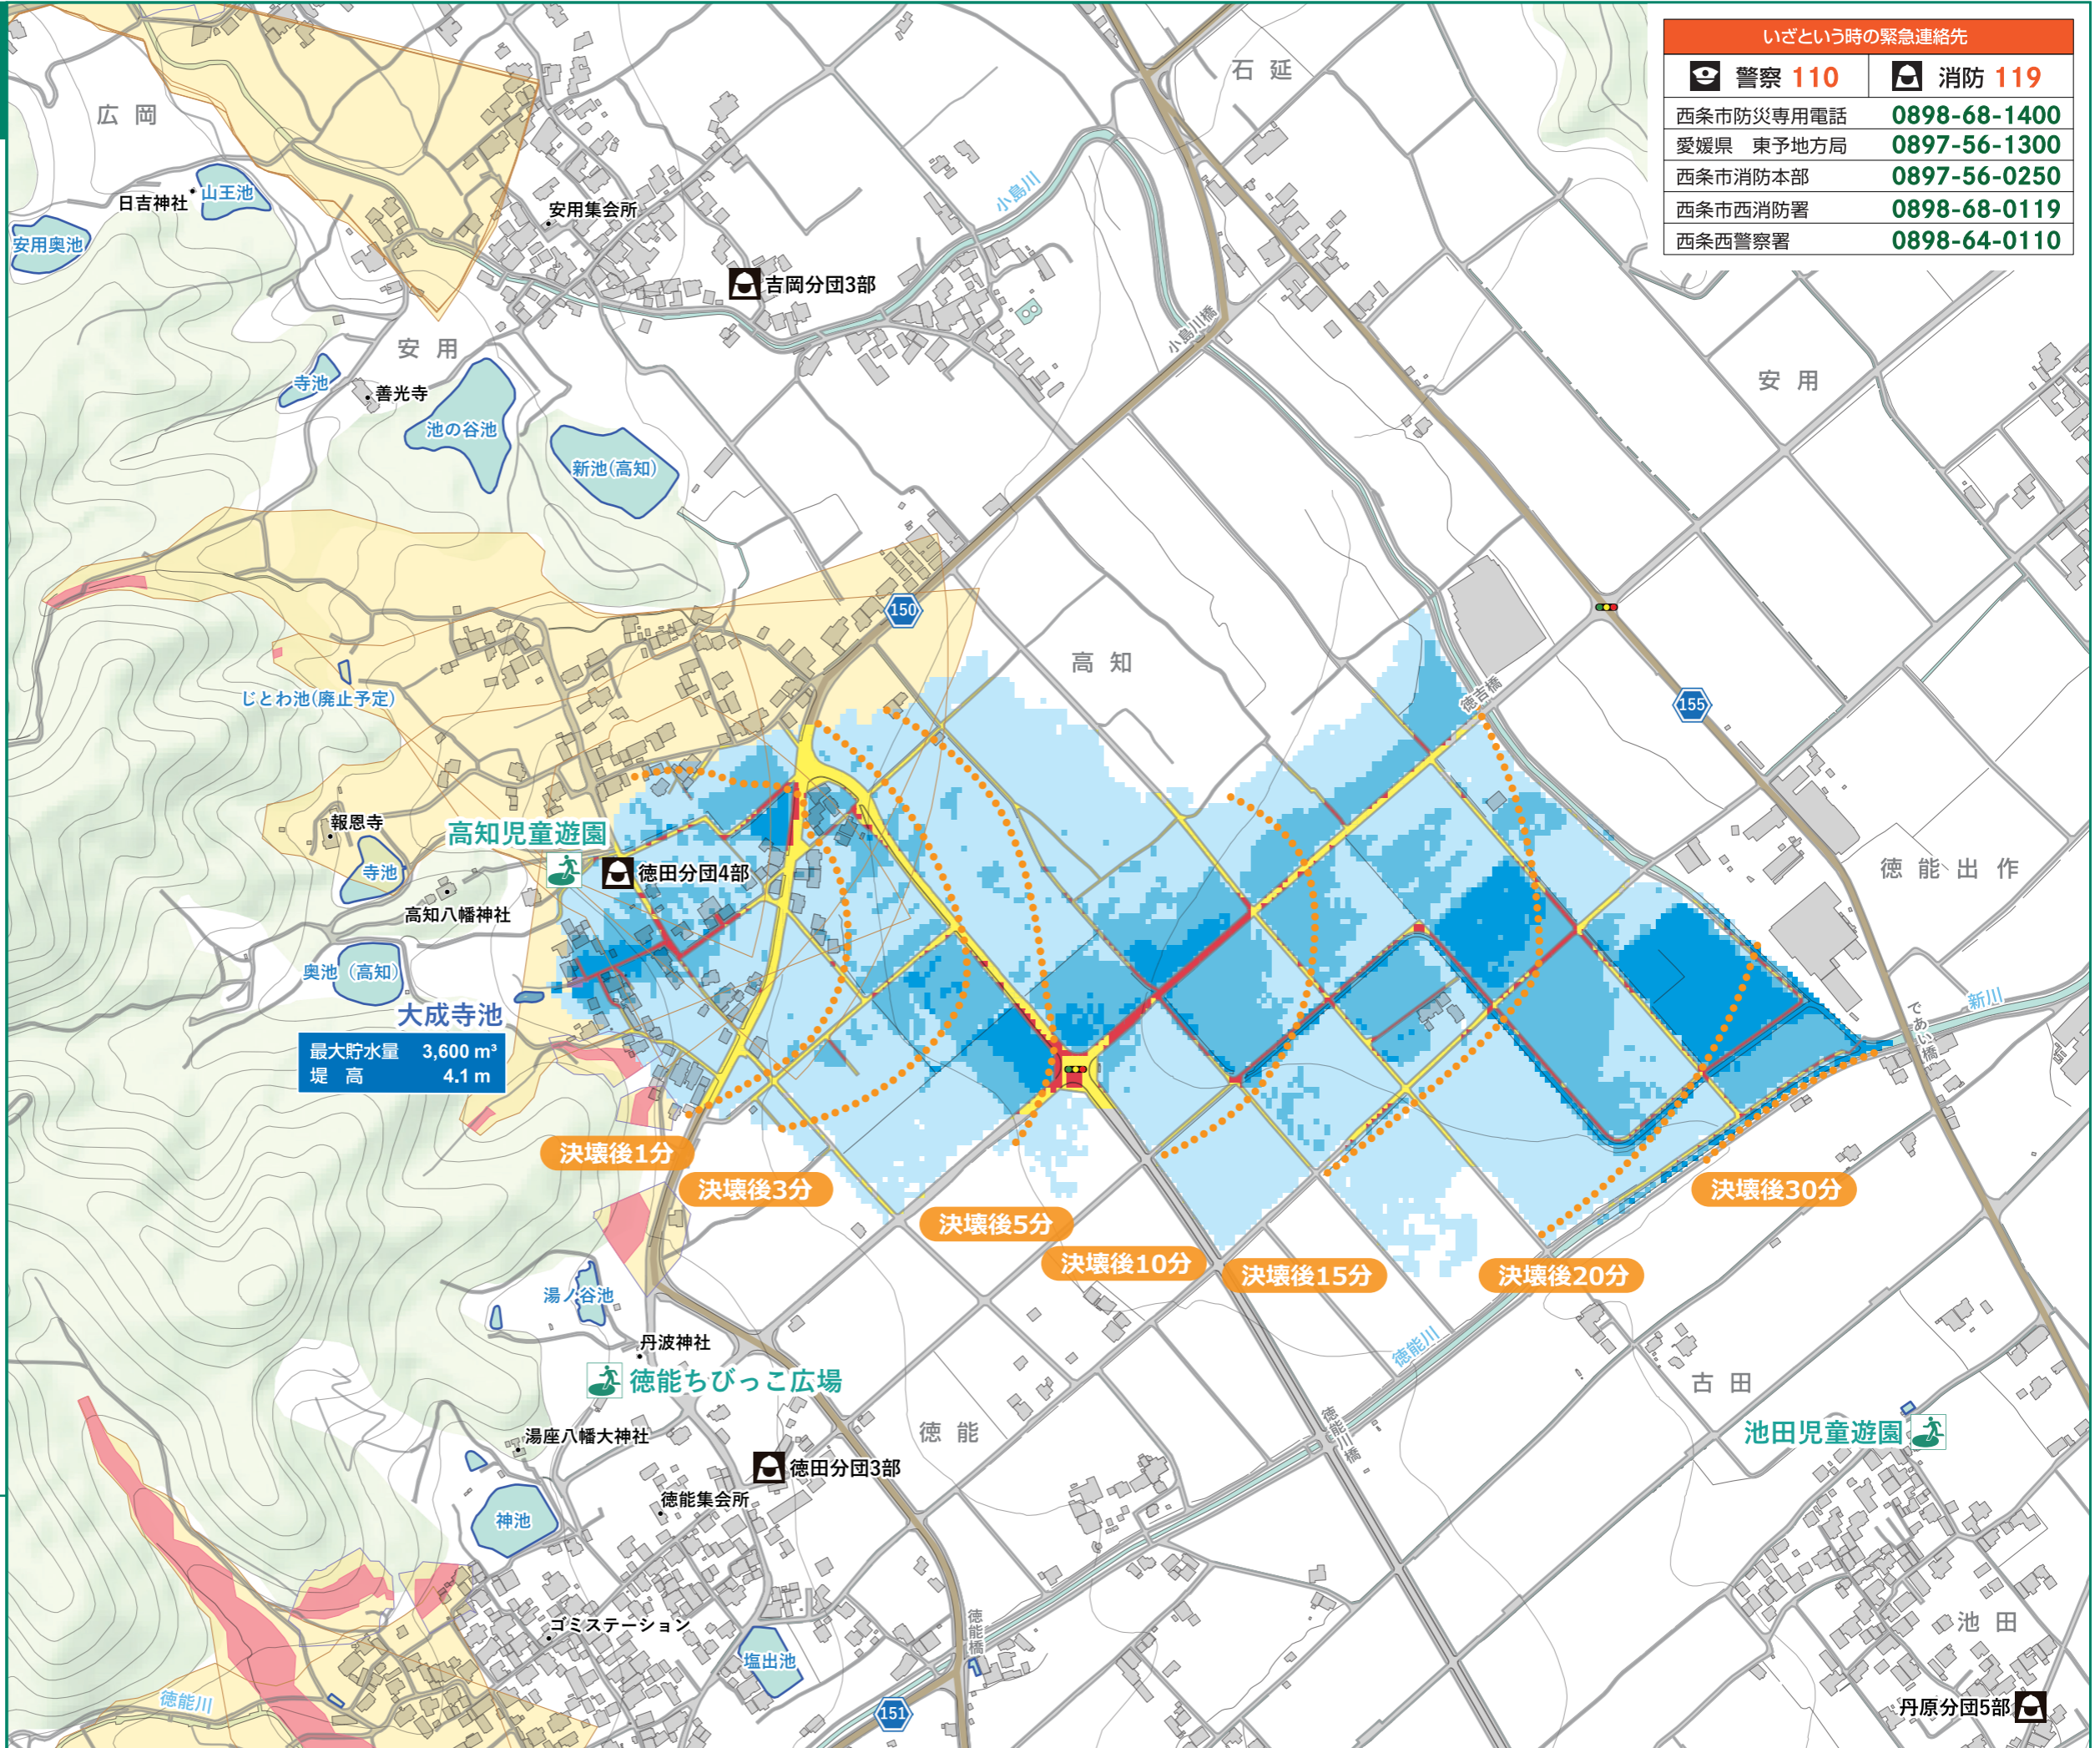 いざという時の緊急連絡先
警察 110
消防 119
西条市防災専用電話 0898-68-1400
愛媛県 東予地方局 0897-56-1300
西条市消防本部 0897-56-0250
西条市西消防署 0898-68-0119
西条西警察署 0898-64-0110
石 延
広 岡
日吉神社
山王池
安用奥池
安用集会所
小島川
吉岡分団3部
小島川橋
安 用
安 用
寺池
善光寺
池の谷池
新池(高知)
150
高 知
じとわ池(廃止予定)
徳吉橋
155
報恩寺
高知児童遊園
寺池
徳田分団4部
徳能出作
高知八幡神社
奥池（高知）
大成寺池
最大貯水量 3,600 m³
堤 高 4.1 m
新川
であい橋
決壊後1分
決壊後3分
決壊後5分
決壊後10分
決壊後15分
決壊後20分
決壊後30分
湯ノ谷池
丹波神社
徳能ちびっこ広場
徳能川
古 田
湯座八幡大神社
徳 能
徳能川橋
池田児童遊園
徳田分団3部
徳能集会所
神池
ゴミステーション
徳能橋
塩出池
池 田
徳能川
151
丹原分団5部